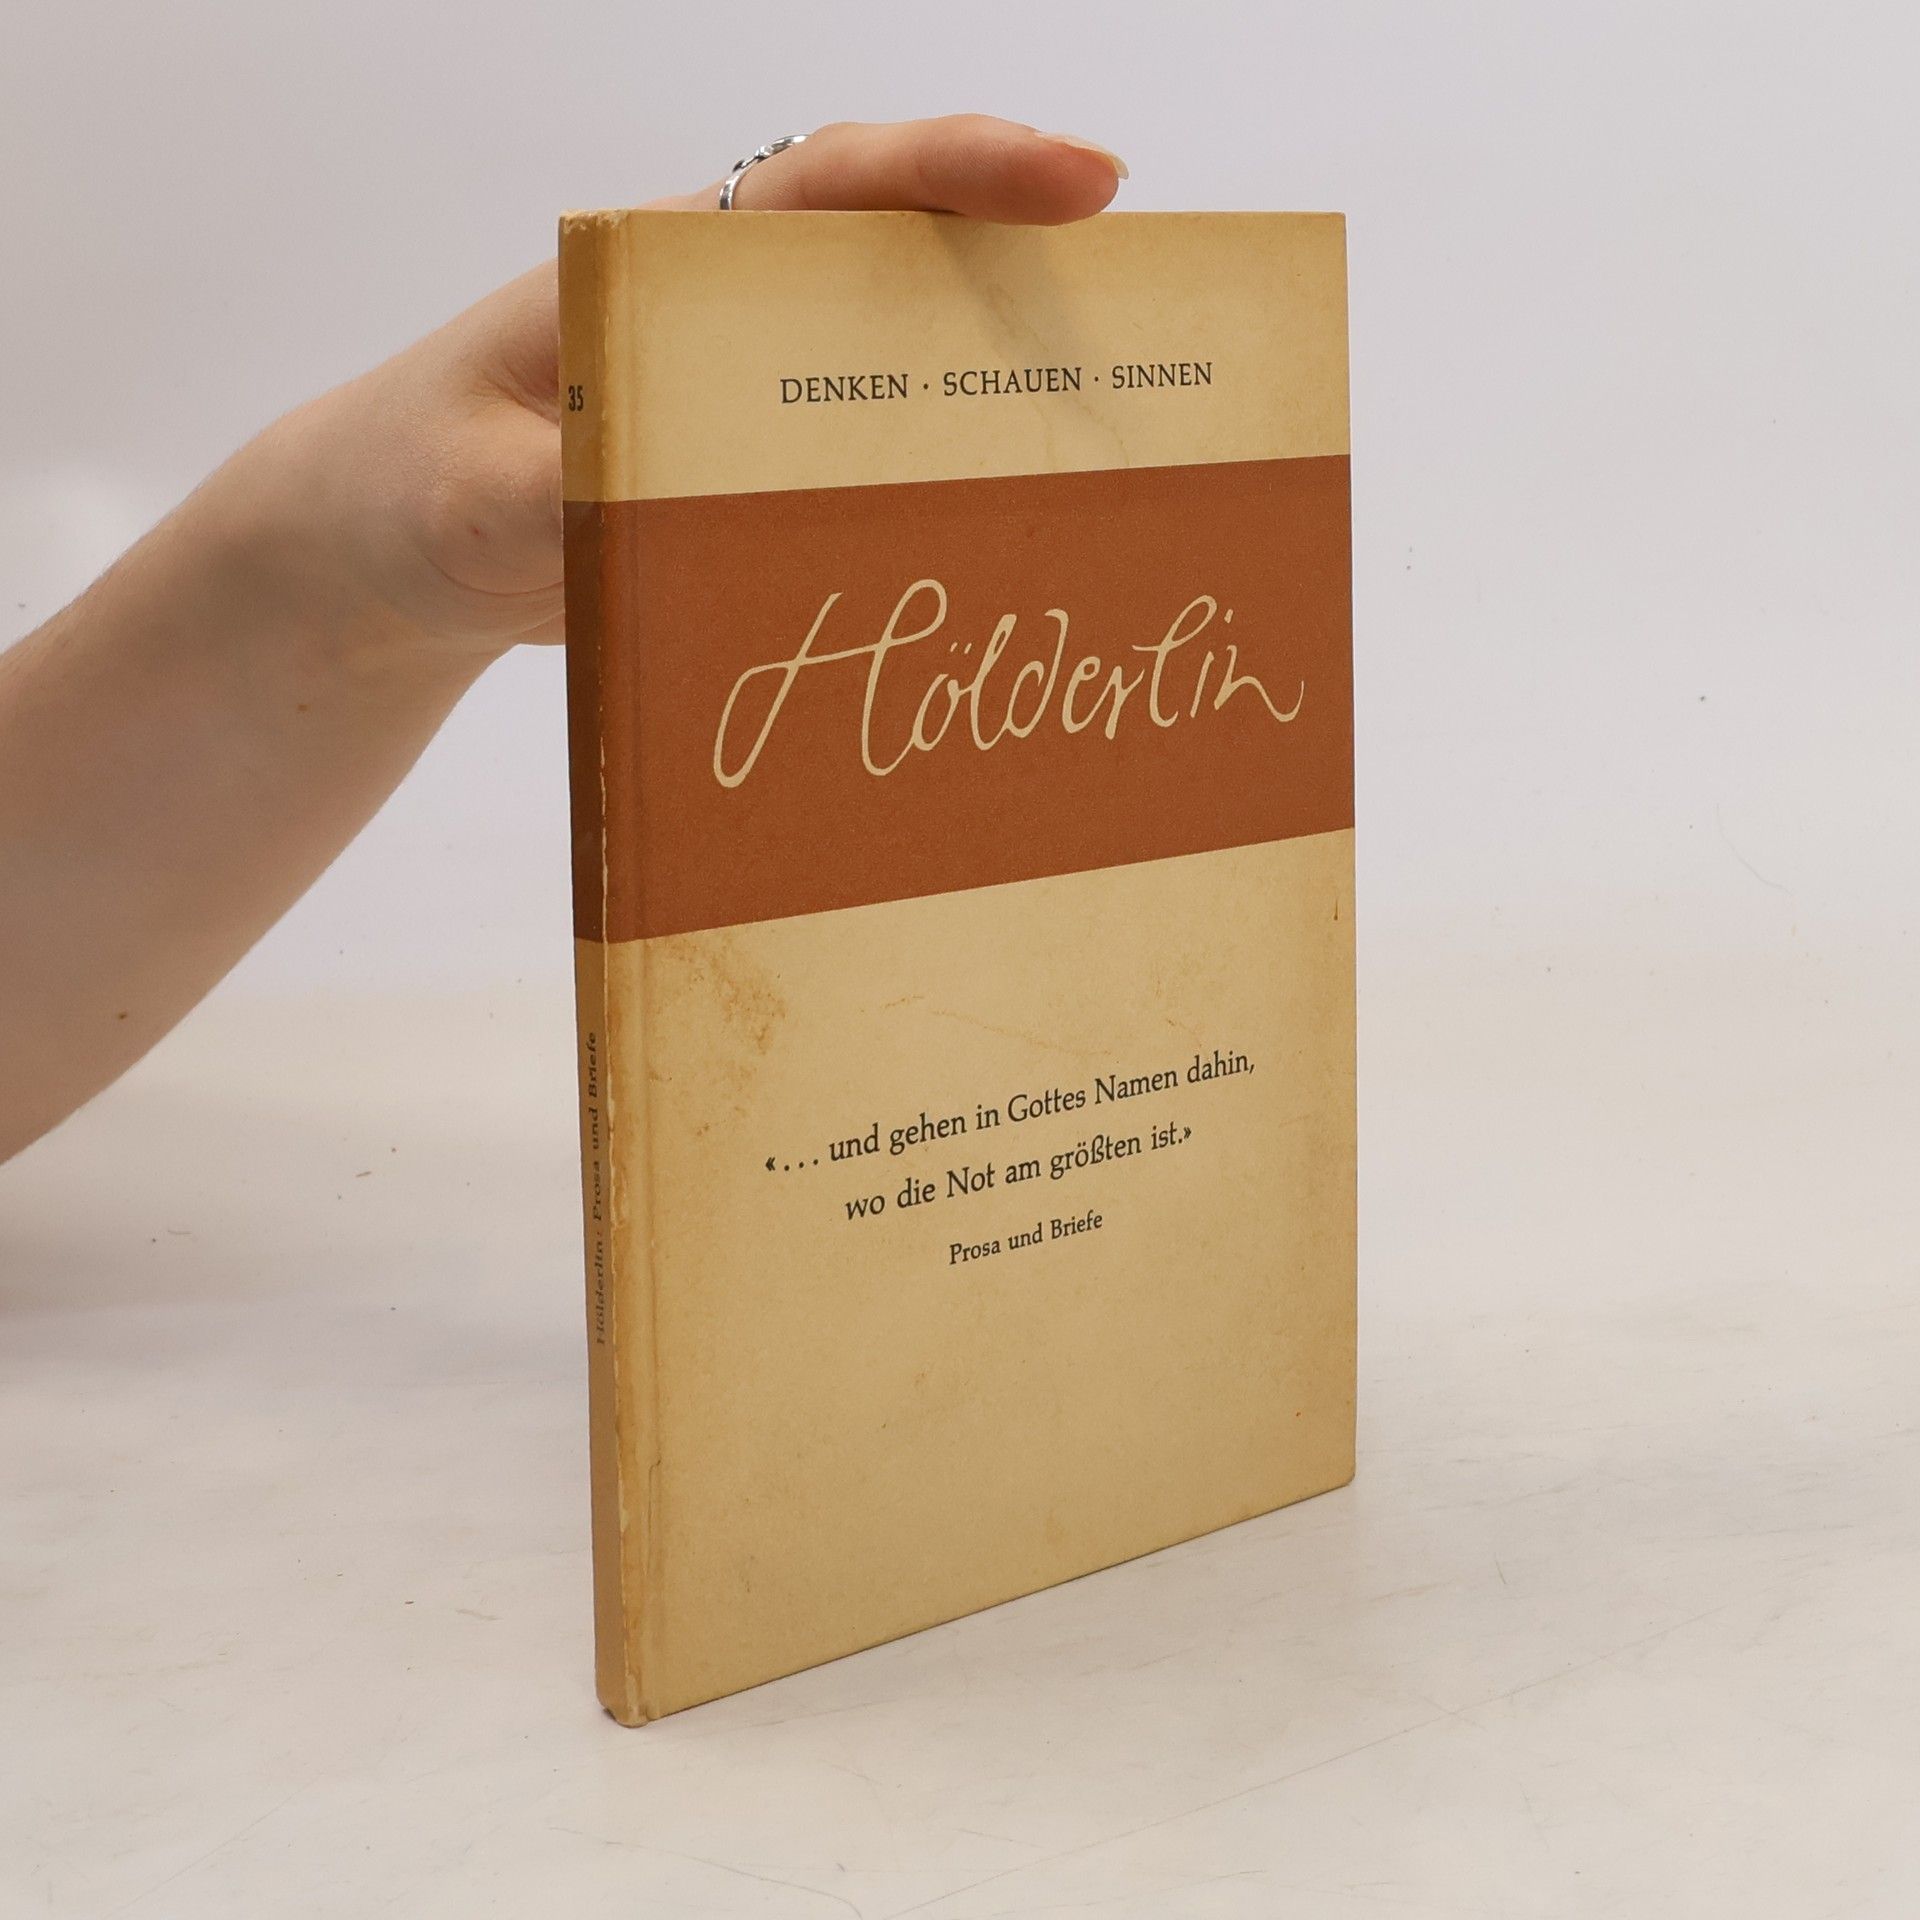 35
DENKEN · SCHAUEN · SINNEN
Hölderlin
«... und gehen in Gottes Namen dahin,
wo die Not am größten ist.»
Prosa und Briefe
Hölderlin · Prosa und Briefe